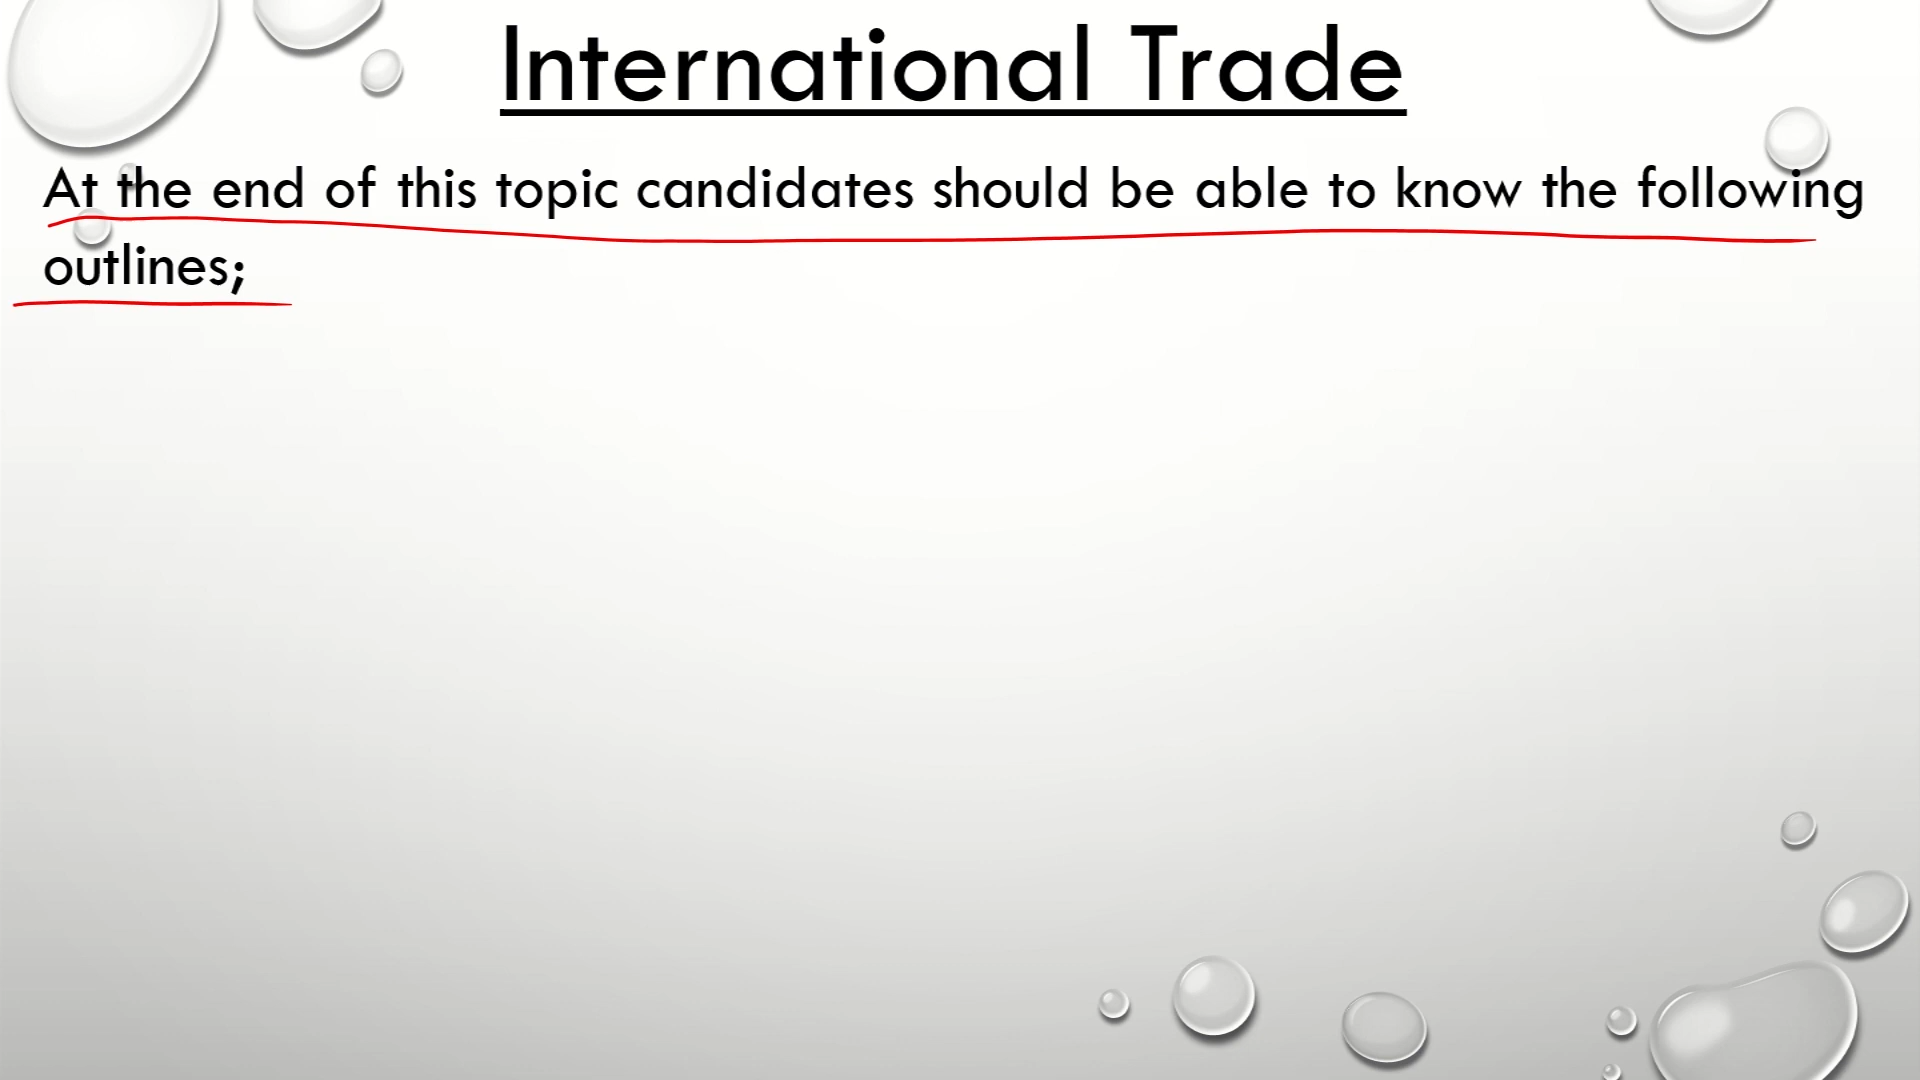 International Trade
At the end of this topic candidates should be able to know the following
outlines;